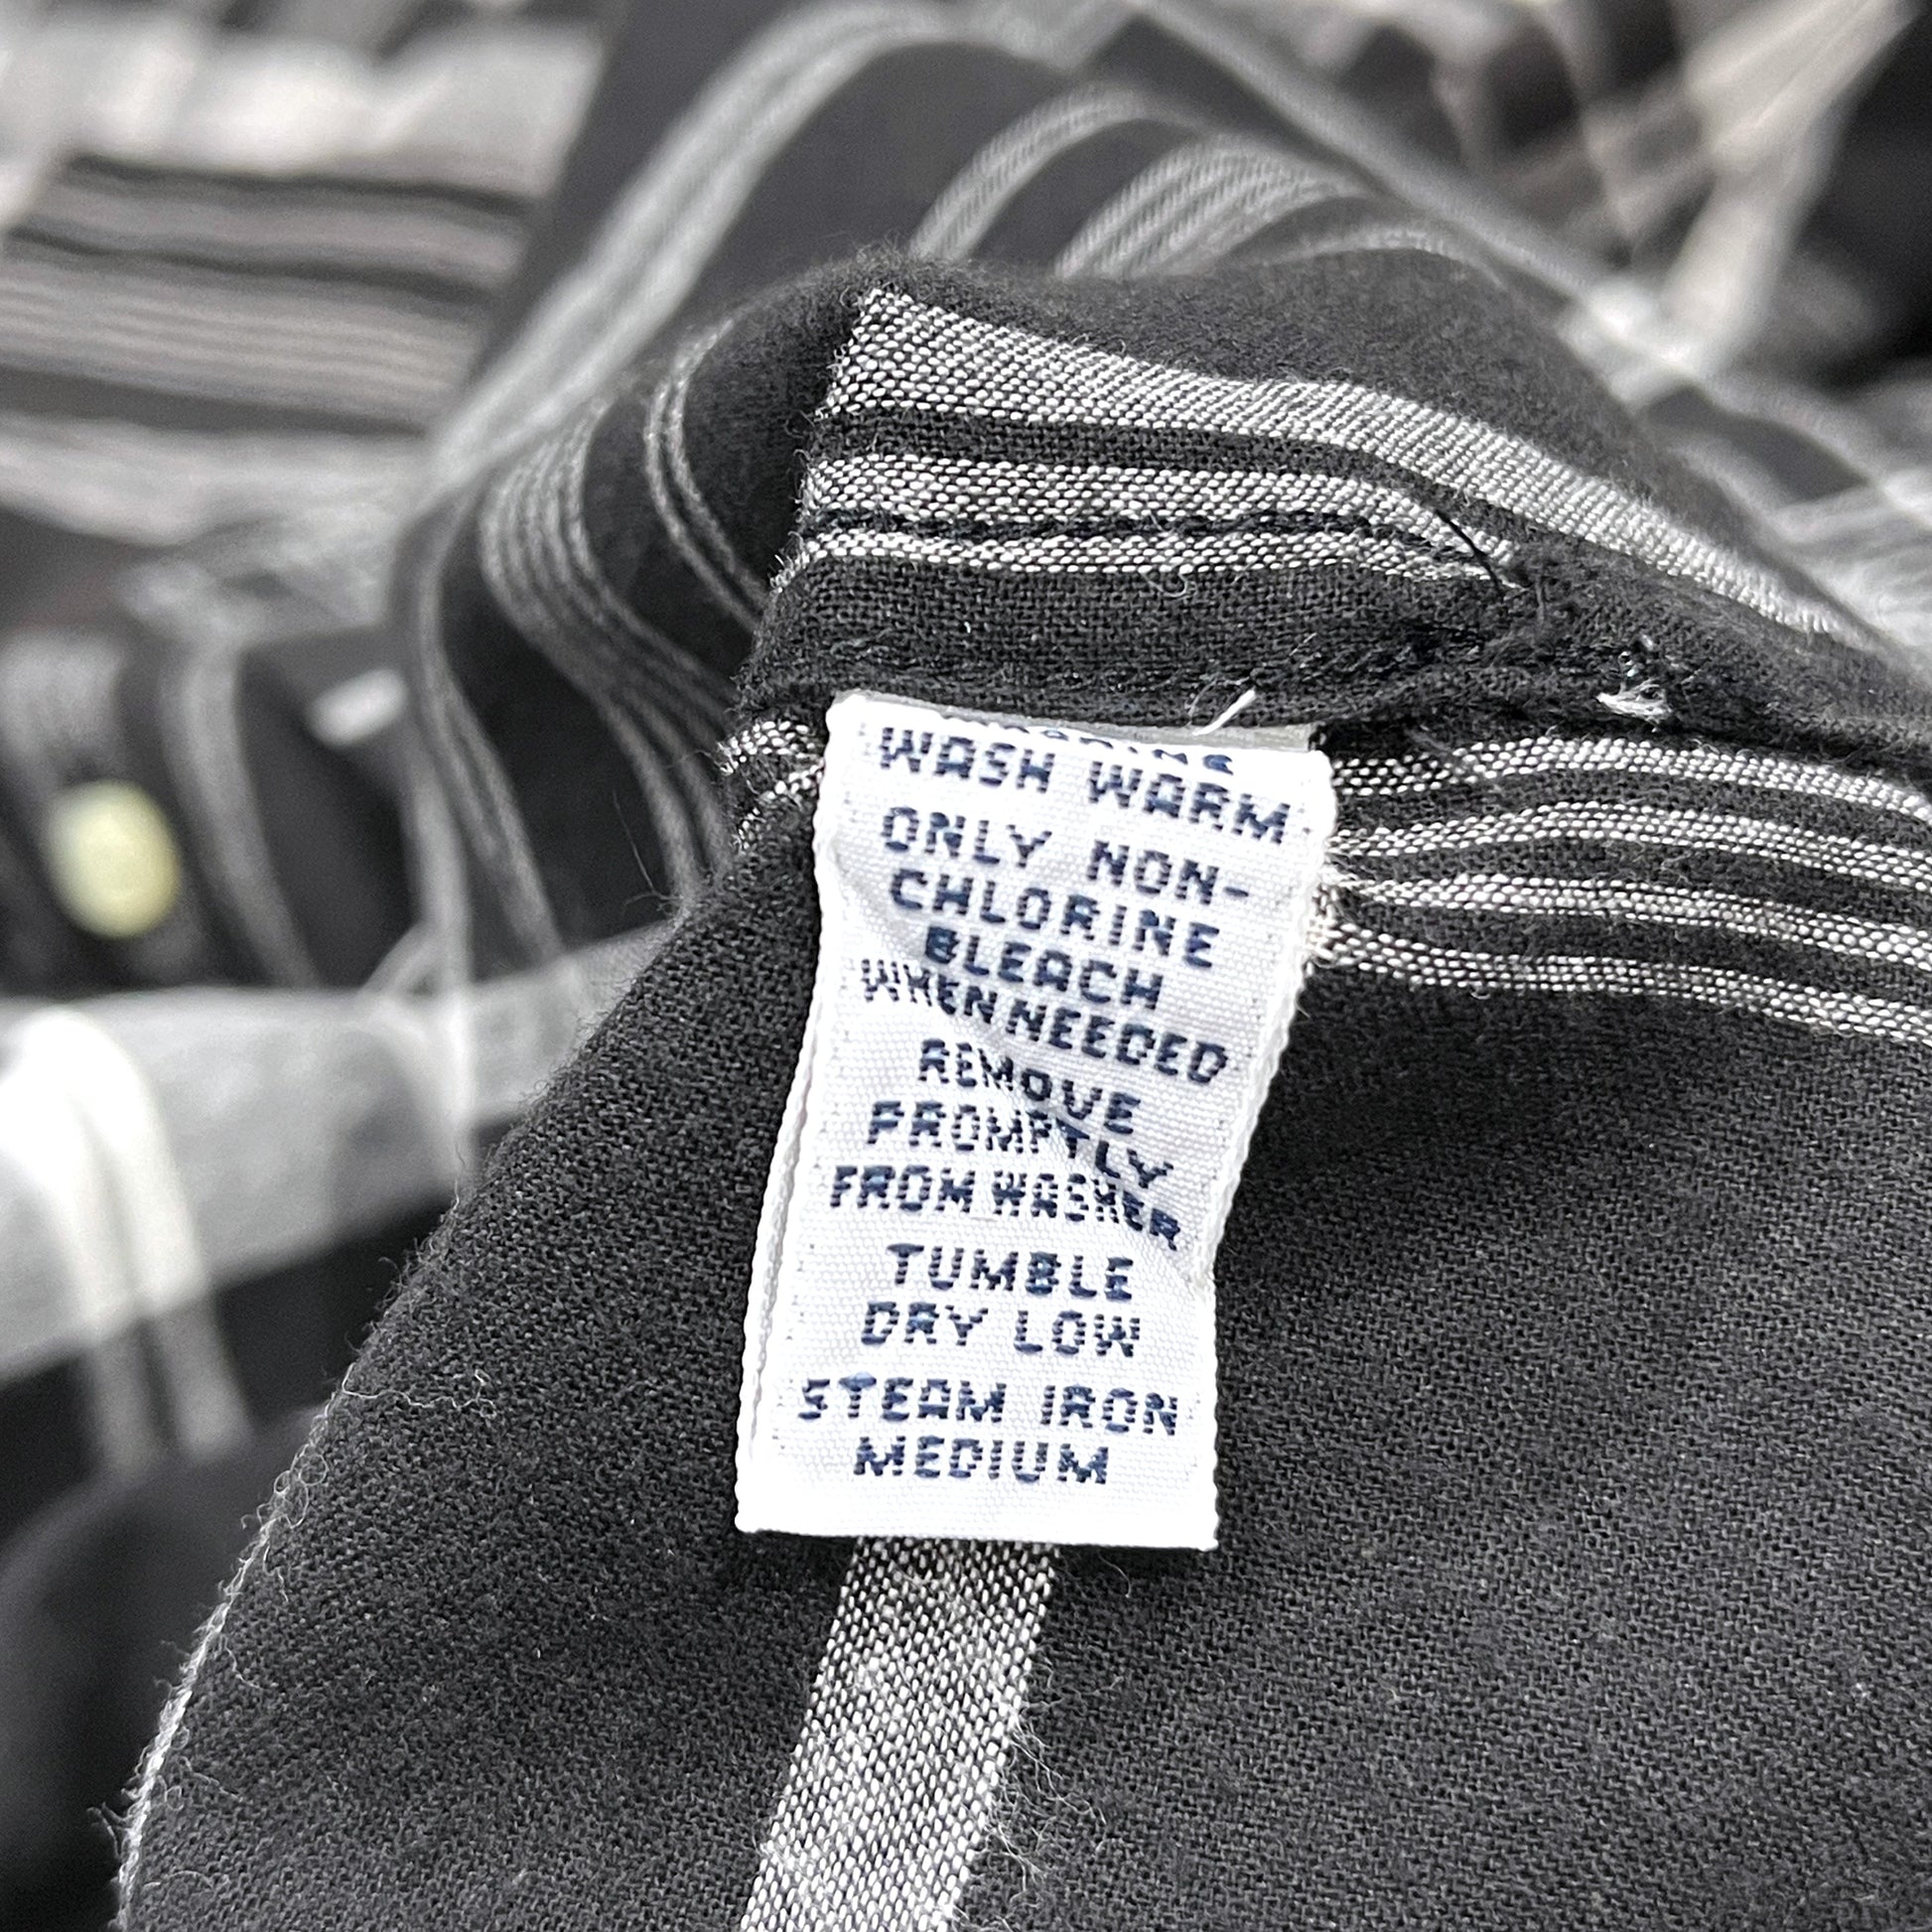 WASH WARM
ONLY NON-
CHLORINE
BLEACH
WHEN NEEDED
REMOVE
PROMPTLY
FROM WASHER
TUMBLE
DRY LOW
STEAM IRON
MEDIUM